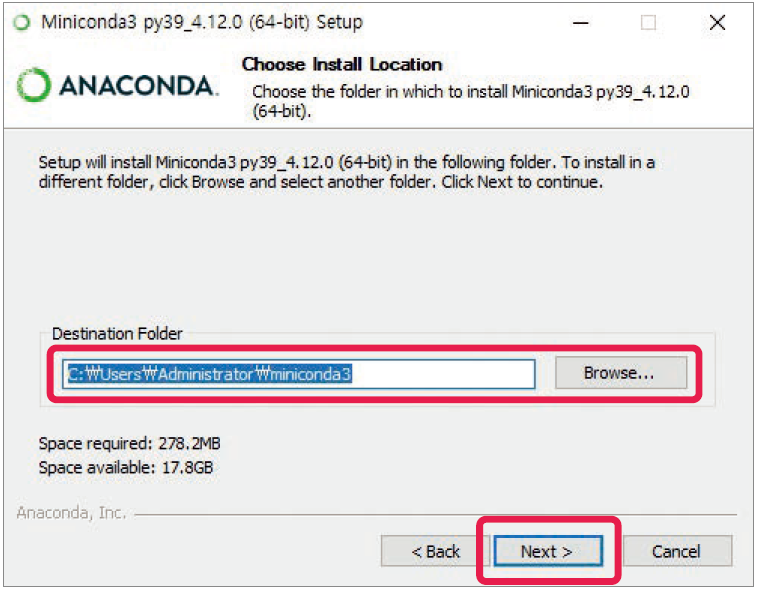 Miniconda3 py39_4.12.0 (64-bit) Setup
ANACONDA.
Choose Install Location
Choose the folder in which to install Miniconda3 py39_4.12.0
(64-bit).
Setup will install Miniconda3 py39_4.12.0 (64-bit) in the following folder. To install in a
different folder, click Browse and select another folder. Click Next to continue.
Destination Folder
C:₩Users₩Administrator₩miniconda3
Browse...
Space required: 278.2MB
Space available: 17.8GB
Anaconda, Inc.
< Back
Next >
Cancel